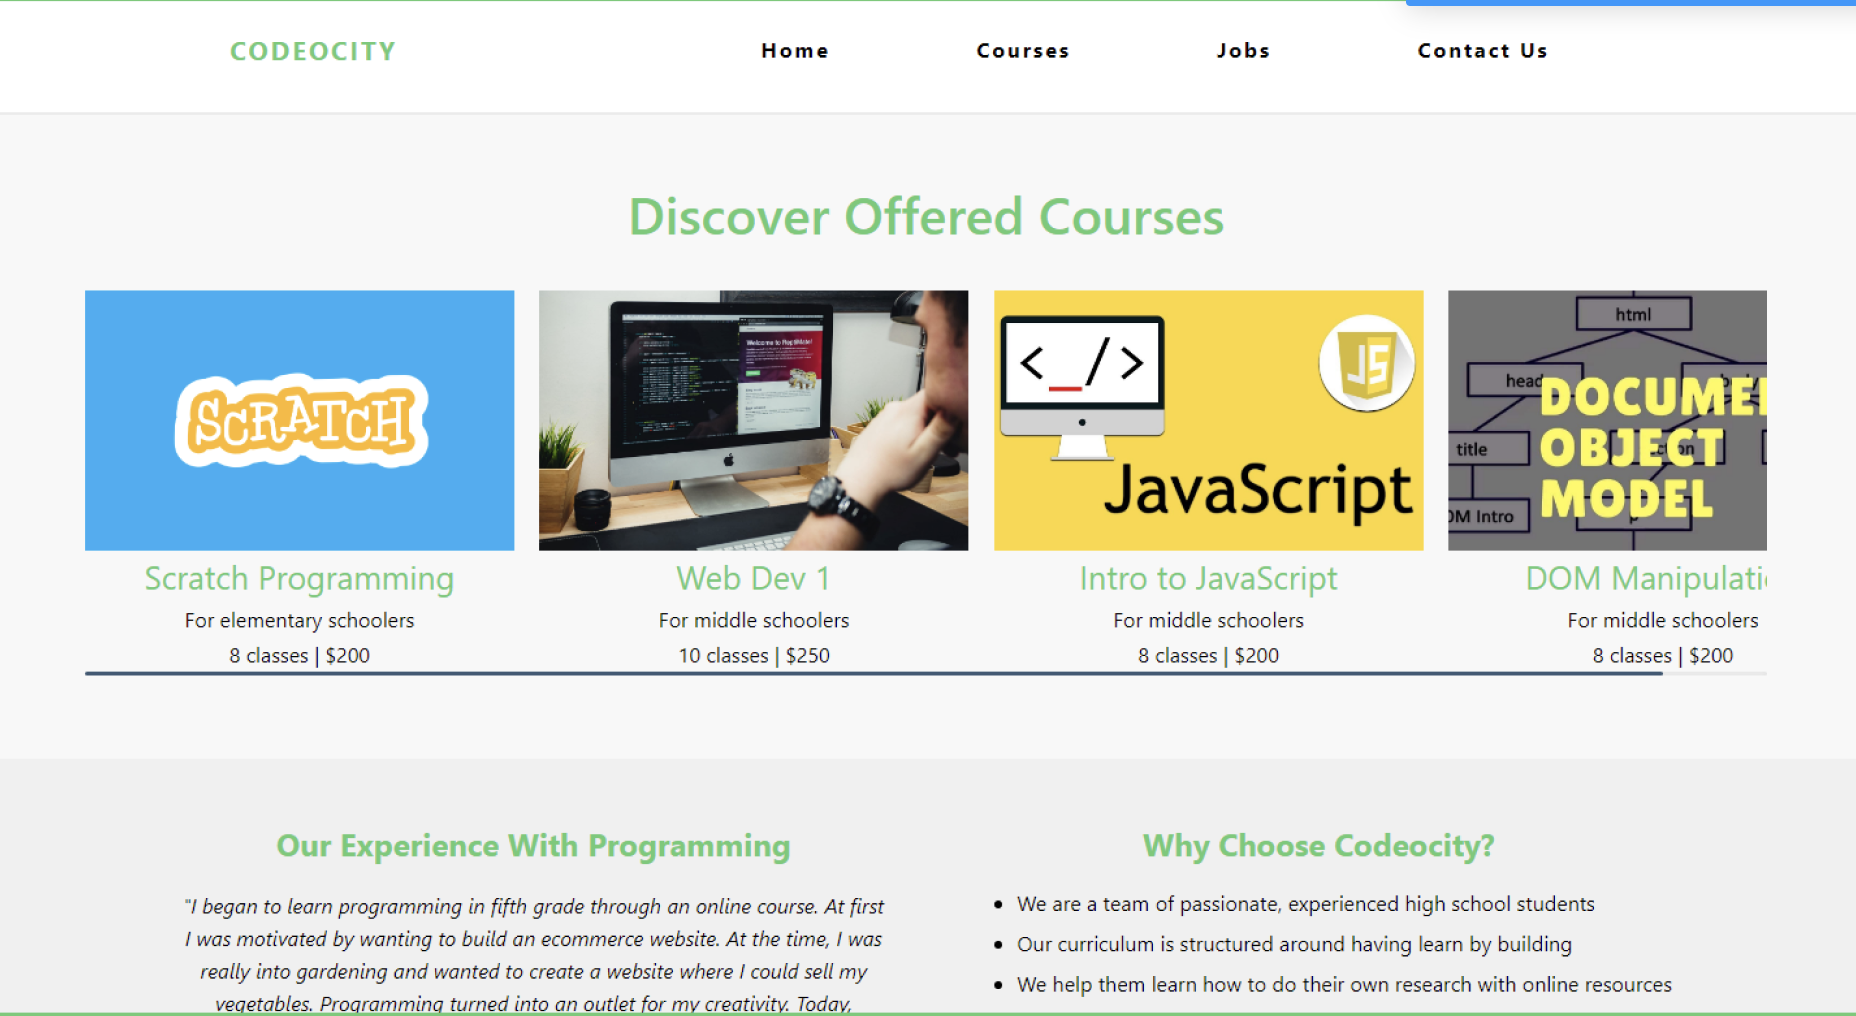 CODEOCITY
Home Courses Jobs Contact Us
Discover Offered Courses
SCRATCH
Welcome to
< _/>
JS
JavaScript
html
head
title
DOM Intro
p
DOCUME
OBJECT
MODEL
Scratch Programming
For elementary schoolers
8 classes | $200
Web Dev 1
For middle schoolers
10 classes | $250
Intro to JavaScript
For middle schoolers
8 classes | $200
DOM Manipulati
For middle schoolers
8 classes | $200
Our Experience With Programming
"I began to learn programming in fifth grade through an online course. At first
I was motivated by wanting to build an ecommerce website. At the time, I was
really into gardening and wanted to create a website where I could sell my
vegetables. Programming turned into an outlet for my creativity. Today,
Why Choose Codeocity?
• We are a team of passionate, experienced high school students
• Our curriculum is structured around having learn by building
• We help them learn how to do their own research with online resources